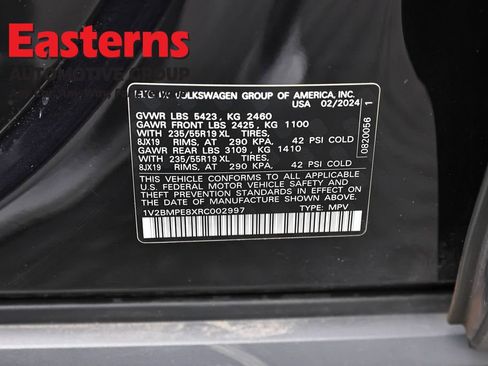 Easterns
AUTOMOTIVE GROUP
MFG BY VOLKSWAGEN GROUP OF AMERICA, INC.
USA 02/2024
GVWR LBS 5423, KG 2460
GAWR FRONT LBS 2425, KG 1100
WITH 235/55R19 XL TIRES,
8JX19 RIMS, AT 290 KPA, 42 PSI COLD
GAWR REAR LBS 3109, KG 1410
WITH 235/55R19 XL TIRES,
8JX19 RIMS, AT 290 KPA, 42 PSI COLD
THIS VEHICLE CONFORMS TO ALL APPLICABLE
U.S. FEDERAL MOTOR VEHICLE SAFETY AND
THEFT PREVENTION STANDARDS IN EFFECT ON
THE DATE OF MANUFACTURE SHOWN ABOVE.
1V2BMPE8XRC002997 TYPE: MPV
0820056 1